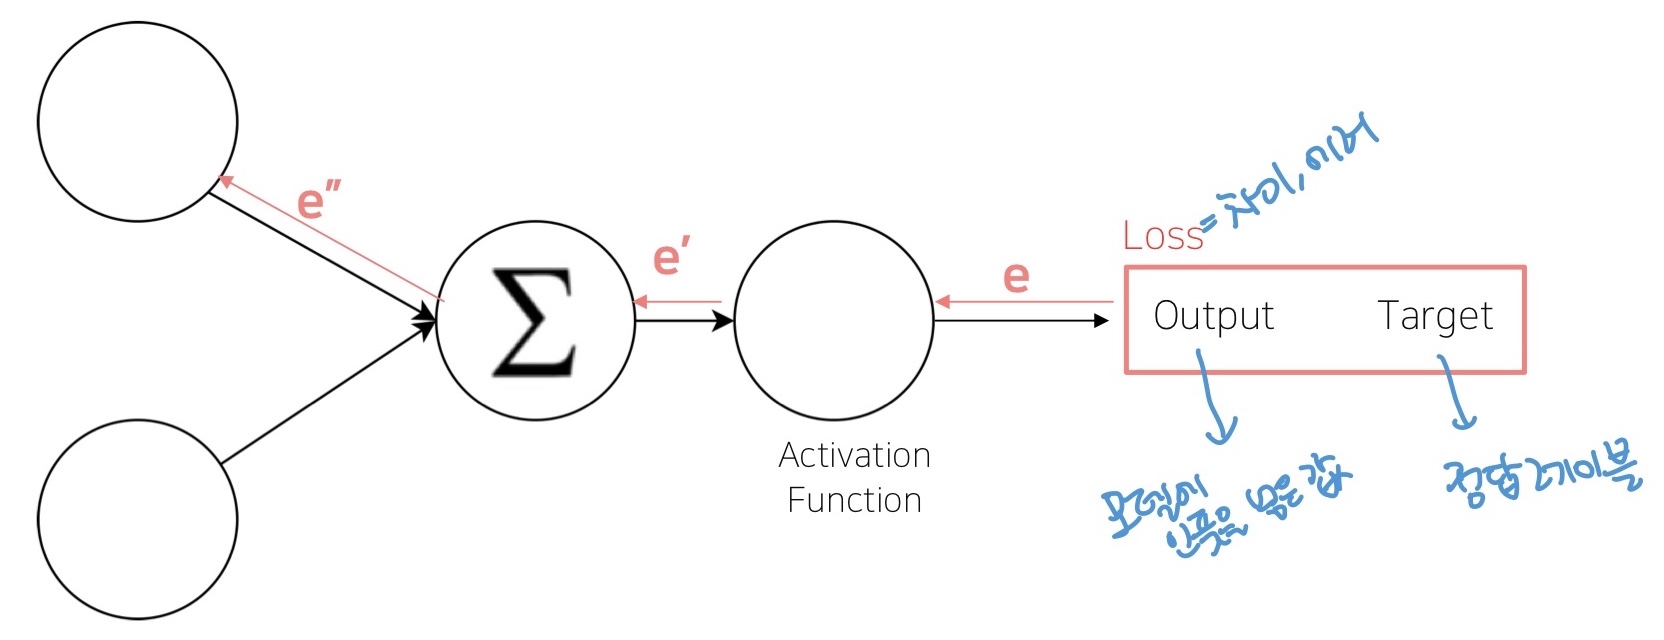 e″
e′
e
Loss = 차이, 에러
Σ
Output Target
Activation
Function
모델에
인풋을 넣은 값
정답 레이블